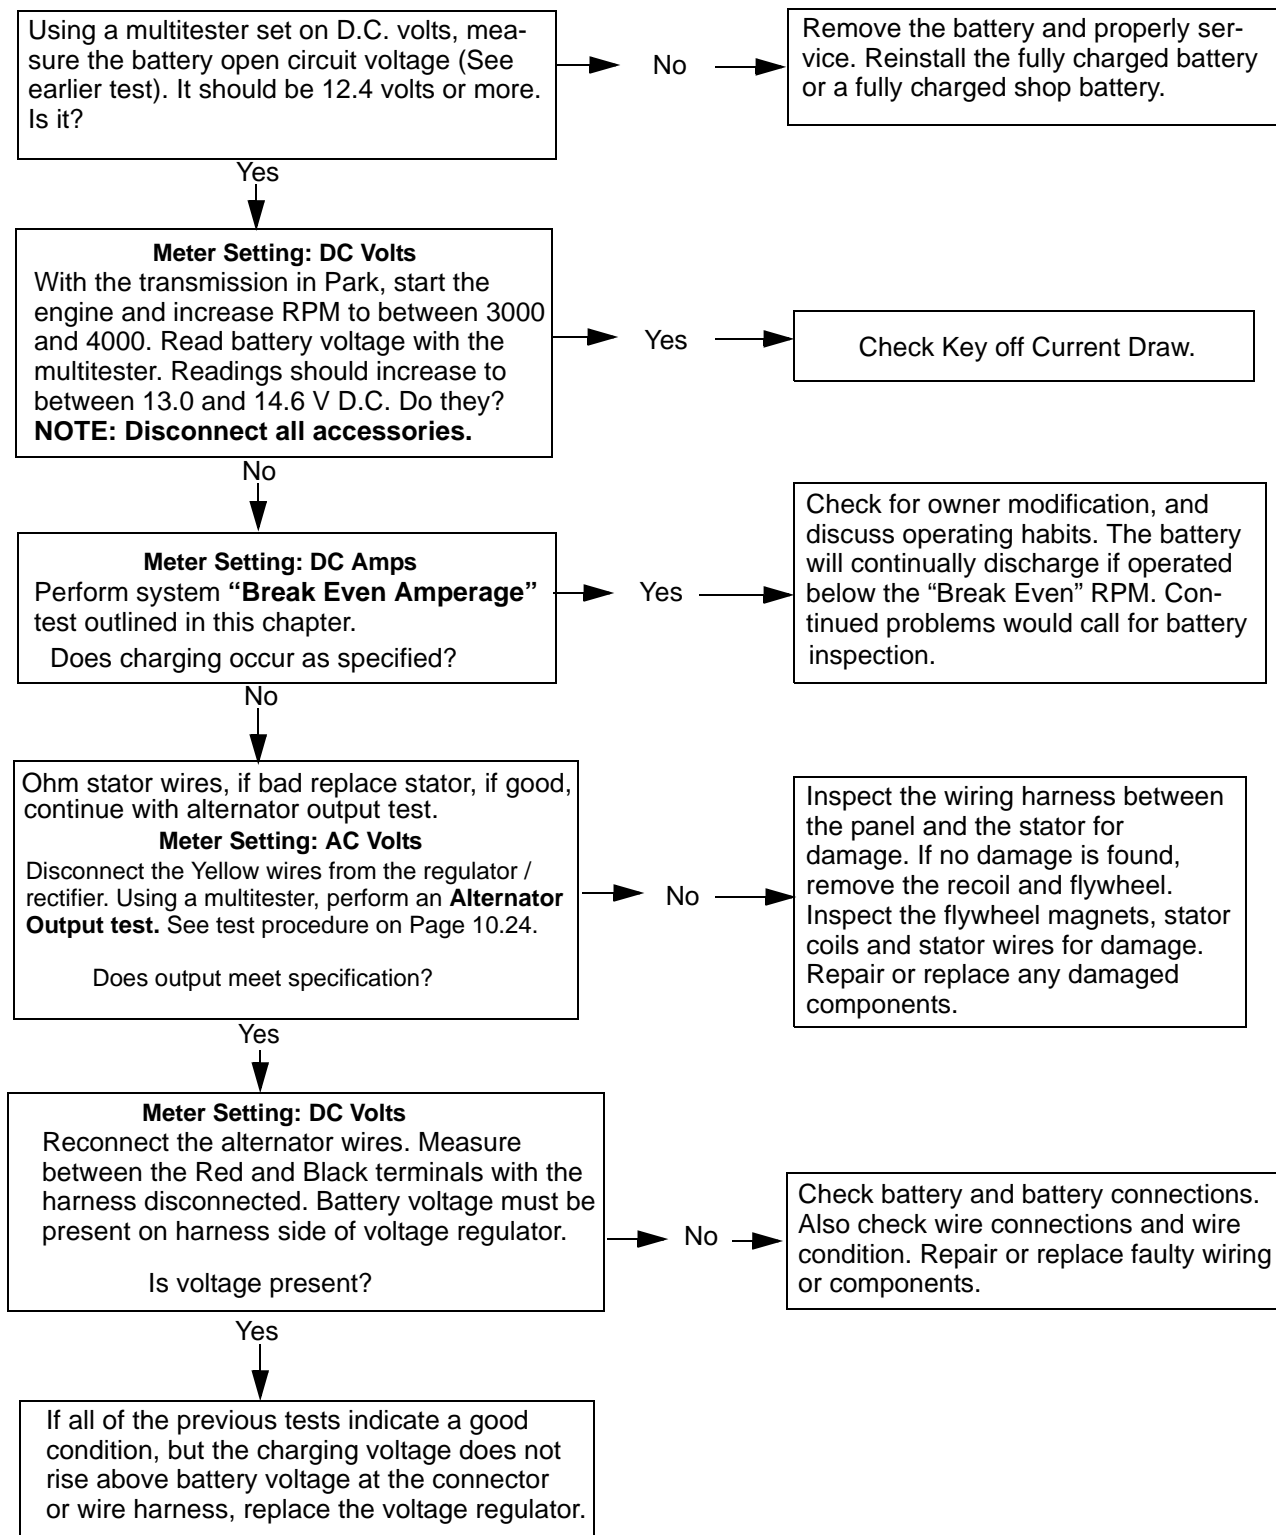 Using a multitester set on D.C. volts, mea-
sure the battery open circuit voltage (See
earlier test). It should be 12.4 volts or more.
Is it?
No
Remove the battery and properly ser-
vice. Reinstall the fully charged battery
or a fully charged shop battery.
Yes
Meter Setting: DC Volts
With the transmission in Park, start the
engine and increase RPM to between 3000
and 4000. Read battery voltage with the
multitester. Readings should increase to
between 13.0 and 14.6 V D.C. Do they?
NOTE: Disconnect all accessories.
Yes
Check Key off Current Draw.
No
Meter Setting: DC Amps
Perform system “Break Even Amperage”
test outlined in this chapter.
Does charging occur as specified?
Yes
Check for owner modification, and
discuss operating habits. The battery
will continually discharge if operated
below the “Break Even” RPM. Con-
tinued problems would call for battery
inspection.
No
Ohm stator wires, if bad replace stator, if good,
continue with alternator output test.
Meter Setting: AC Volts
Disconnect the Yellow wires from the regulator /
rectifier. Using a multitester, perform an Alternator
Output test. See test procedure on Page 10.24.
Does output meet specification?
No
Inspect the wiring harness between
the panel and the stator for
damage. If no damage is found,
remove the recoil and flywheel.
Inspect the flywheel magnets, stator
coils and stator wires for damage.
Repair or replace any damaged
components.
Yes
Meter Setting: DC Volts
Reconnect the alternator wires. Measure
between the Red and Black terminals with the
harness disconnected. Battery voltage must be
present on harness side of voltage regulator.
Is voltage present?
No
Check battery and battery connections.
Also check wire connections and wire
condition. Repair or replace faulty wiring
or components.
Yes
If all of the previous tests indicate a good
condition, but the charging voltage does not
rise above battery voltage at the connector
or wire harness, replace the voltage regulator.